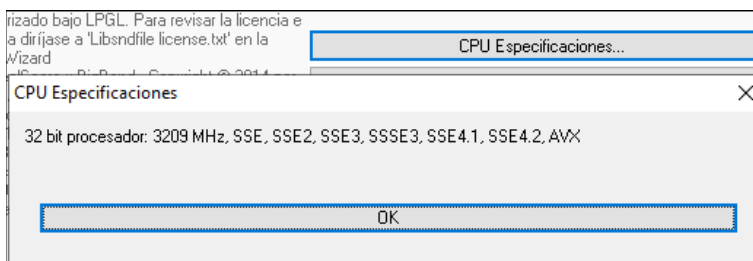 rizado bajo LPGL. Para revisar la licencia e
a diríjase a 'Libsndfile license.txt' en la
Wizard
CPU Especificaciones...
CPU Especificaciones
32 bit procesador: 3209 MHz, SSE, SSE2, SSE3, SSSE3, SSE4.1, SSE4.2, AVX
OK